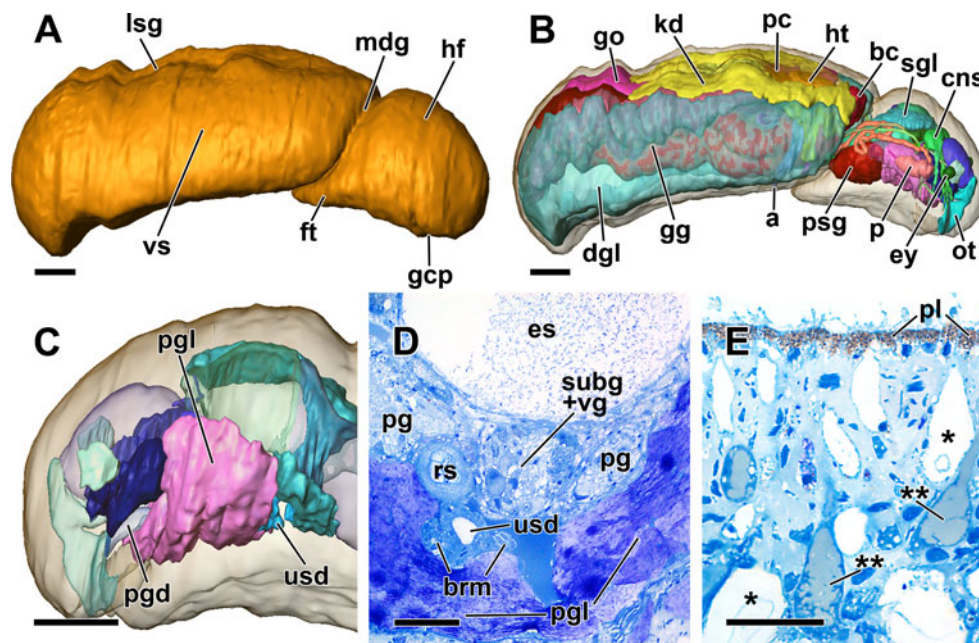 A
lsg
mdg
hf
vs
ft
gcp
B
go
kd
pc
ht
bc
sgl
cns
dgl
gg
a
psg
p
ey
ot
C
pgl
pgd
usd
D
es
subg
+vg
pg
pg
rs
usd
brm
pgl
E
pl
*
**
**
*